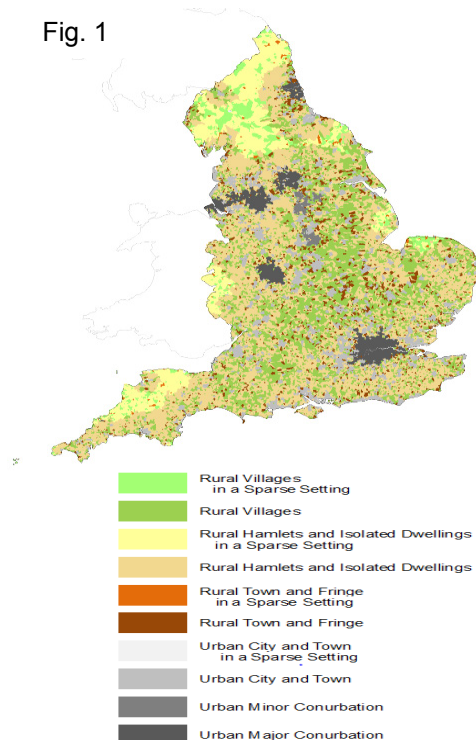 Fig. 1
Rural Villages
in a Sparse Setting
Rural Villages
Rural Hamlets and Isolated Dwellings
in a Sparse Setting
Rural Hamlets and Isolated Dwellings
Rural Town and Fringe
in a Sparse Setting
Rural Town and Fringe
Urban City and Town
in a Sparse Setting
Urban City and Town
Urban Minor Conurbation
Urban Major Conurbation